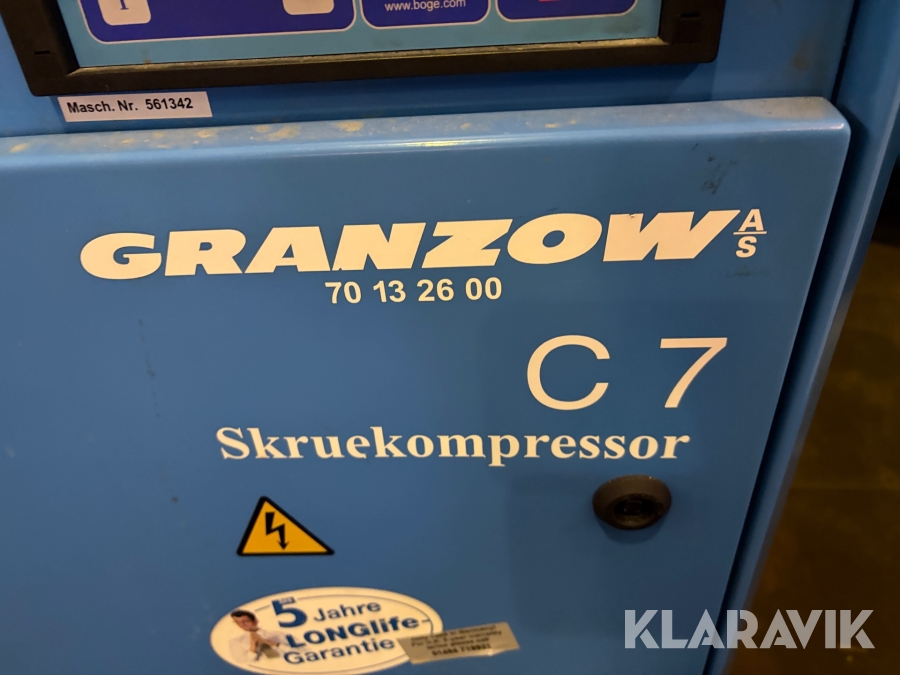 www.boge.com
Masch. Nr. 561342
GRANZOW A/S
70 13 26 00
C 7
Skruekompressor
5 Jahre
LONGlife-
Garantie
KLARAVIK